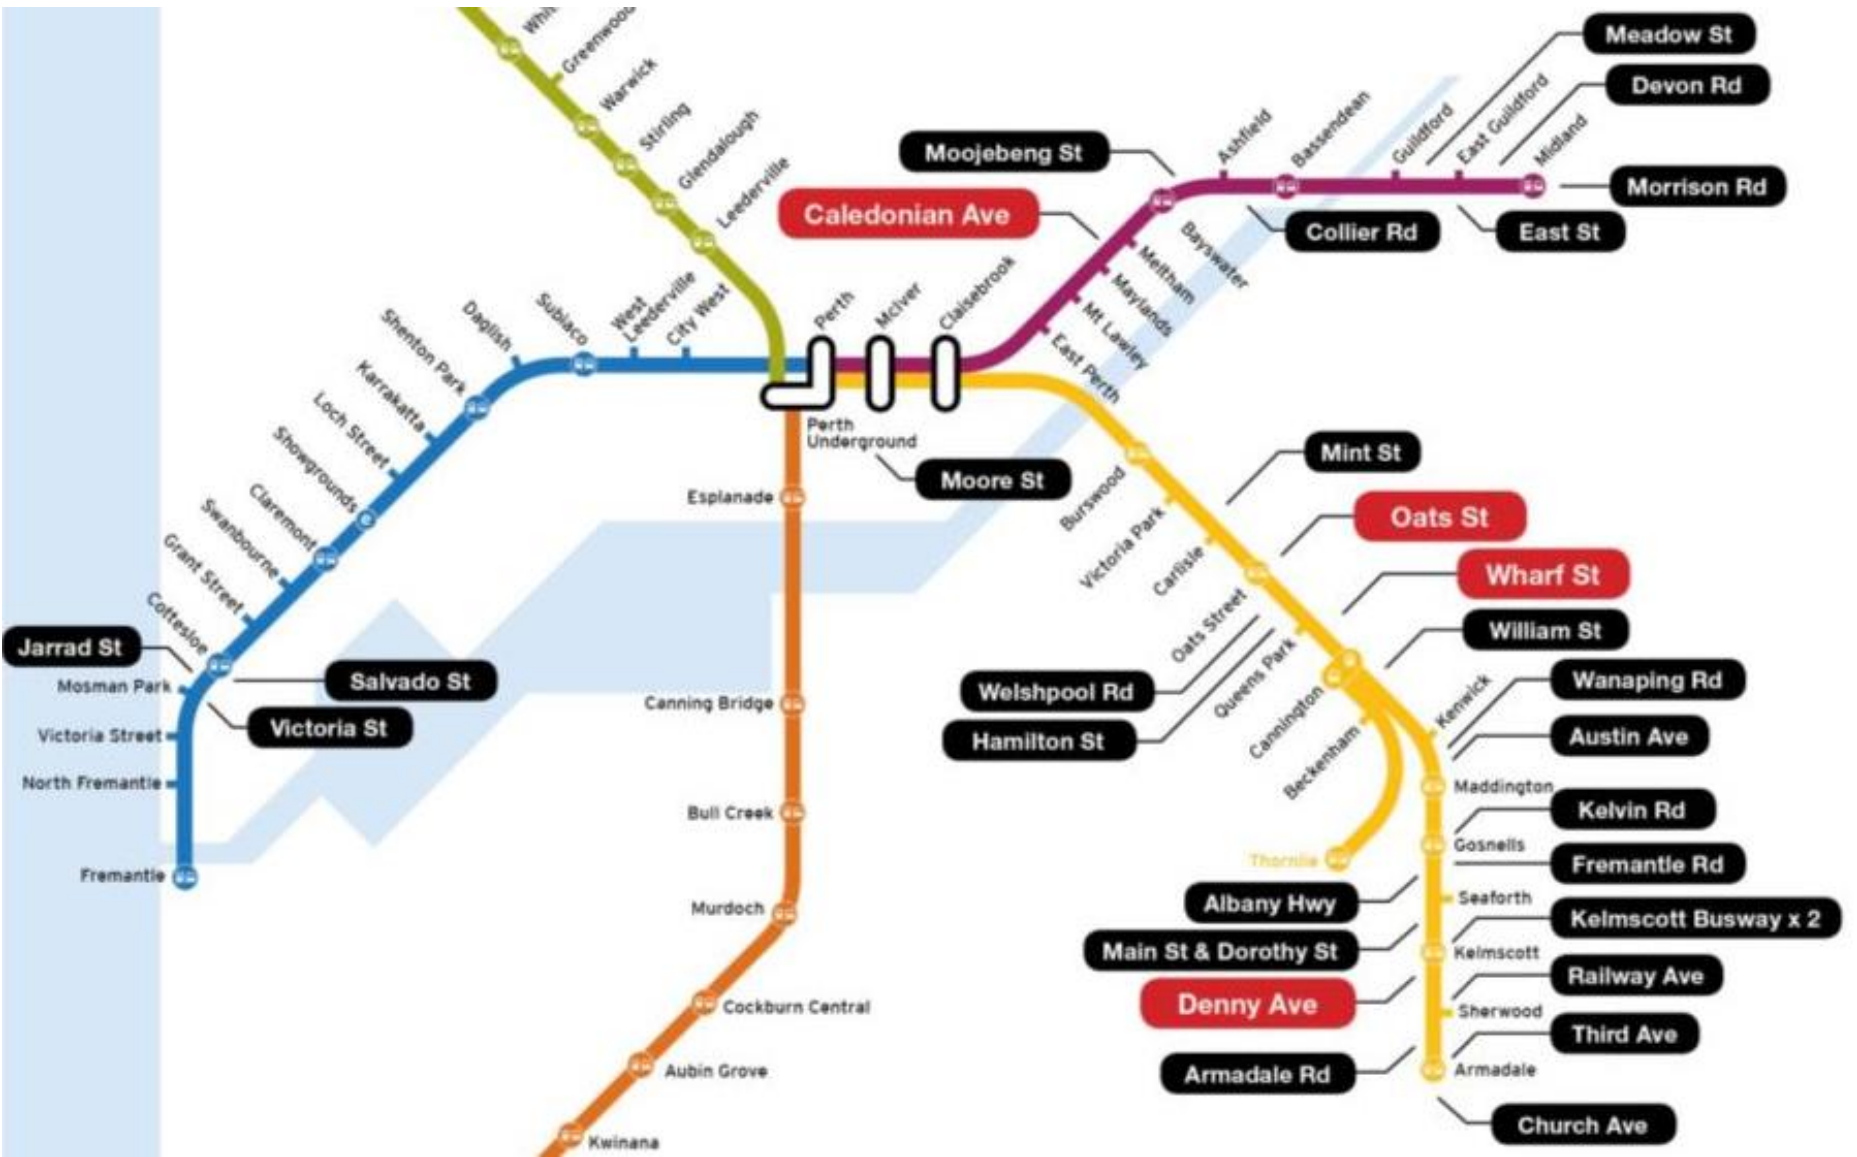 Whi
Greenwood
Warwick
Stirling
Glendalough
Leederville
Meadow St
Devon Rd
Moojebeng St
Ashfield
Bassendean
Guildford
East Guildford
Midland
Morrison Rd
Caledonian Ave
Collier Rd
East St
Bayswater
Meltham
Maylands
Mt Lawley
East Perth
Claisebrook
McIver
Perth
City West
West
Leederville
Subiaco
Daglish
Shenton Park
Karrakatta
Loch Street
Showgrounds
Claremont
Swanbourne
Grant Street
Cottesloe
Jarrad St
Salvado St
Mosman Park
Victoria St
Victoria Street
North Fremantle
Fremantle
Perth
Underground
Moore St
Esplanade
Canning Bridge
Bull Creek
Murdoch
Cockburn Central
Aubin Grove
Kwinana
Mint St
Burswood
Victoria Park
Carlisle
Oats St
Oats Street
Wharf St
Welshpool Rd
Queens Park
Hamilton St
William St
Cannington
Beckenham
Kenwick
Wanaping Rd
Austin Ave
Thornlie
Maddington
Kelvin Rd
Gosnells
Fremantle Rd
Albany Hwy
Seaforth
Kelmscott Busway x 2
Main St & Dorothy St
Kelmscott
Railway Ave
Denny Ave
Sherwood
Third Ave
Armadale Rd
Armadale
Church Ave